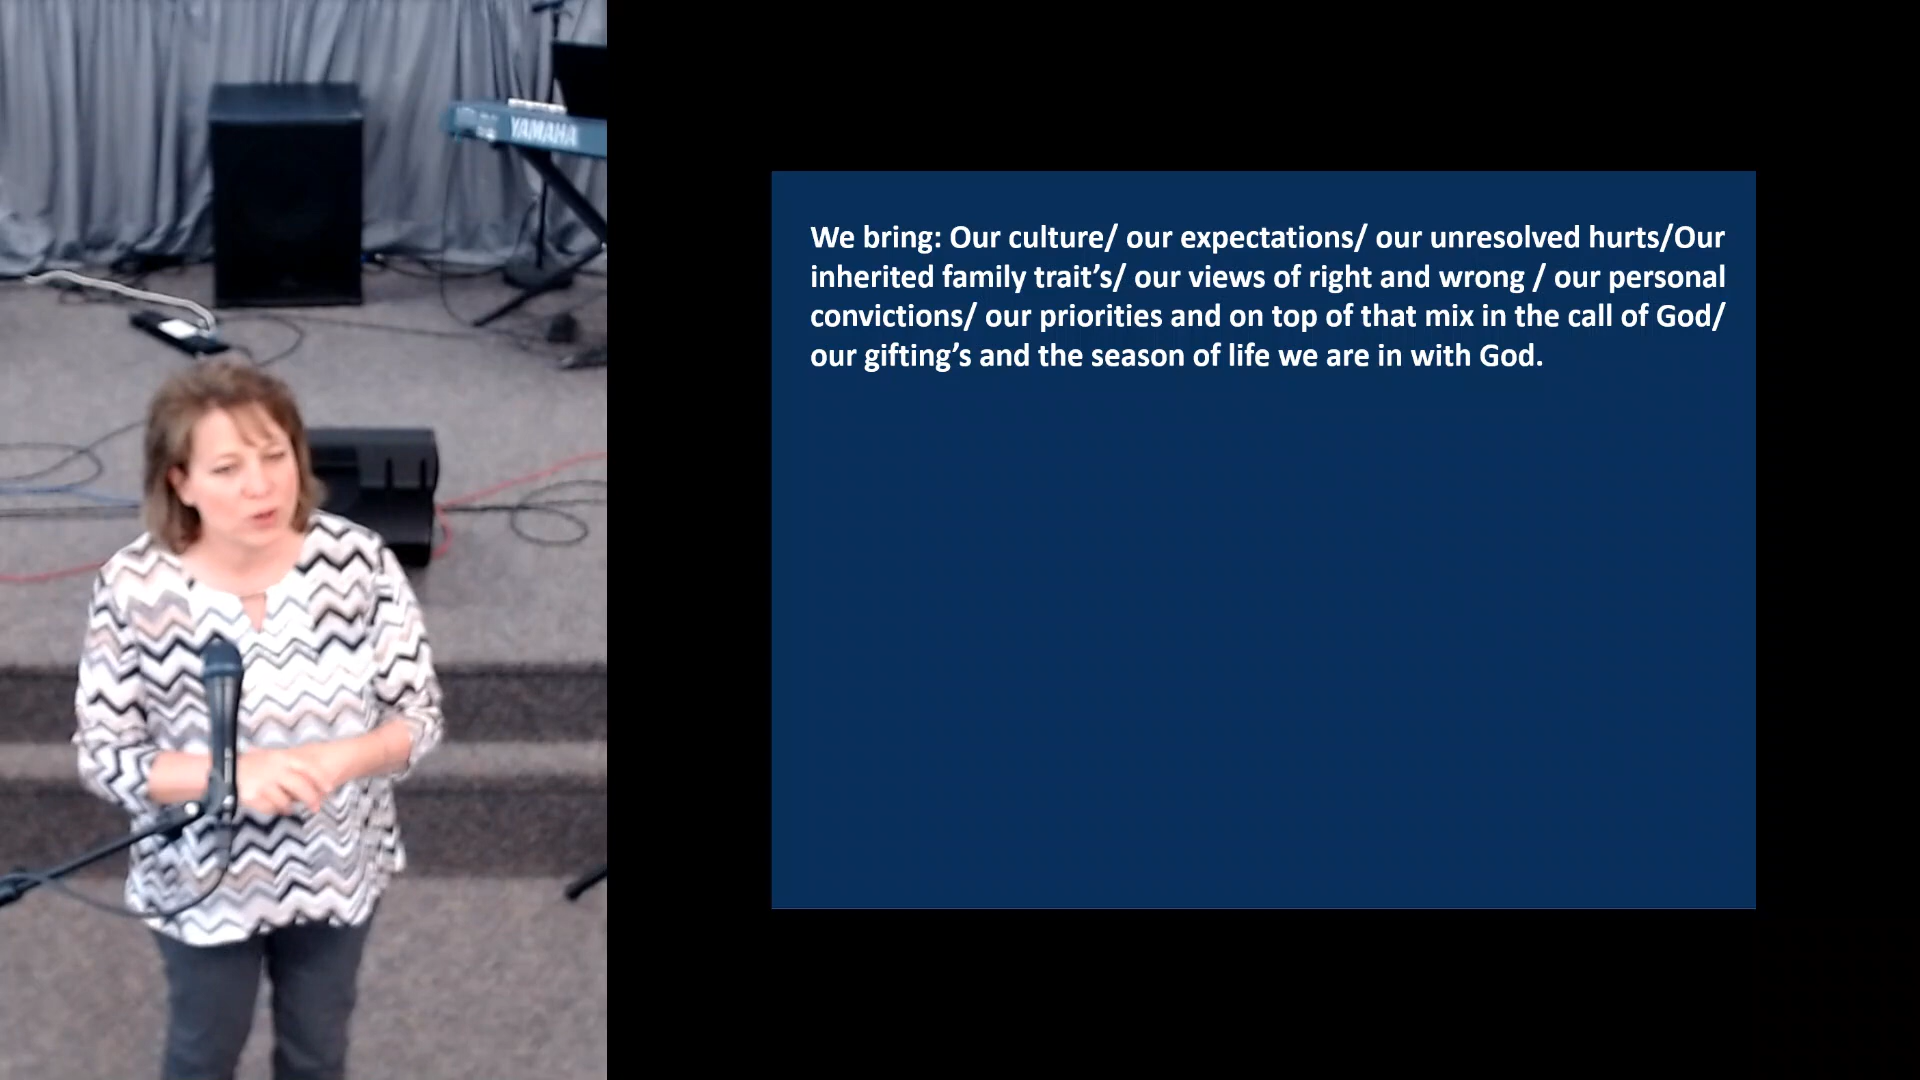 YAMAHA
We bring: Our culture/ our expectations/ our unresolved hurts/Our
inherited family trait’s/ our views of right and wrong / our personal
convictions/ our priorities and on top of that mix in the call of God/
our gifting’s and the season of life we are in with God.